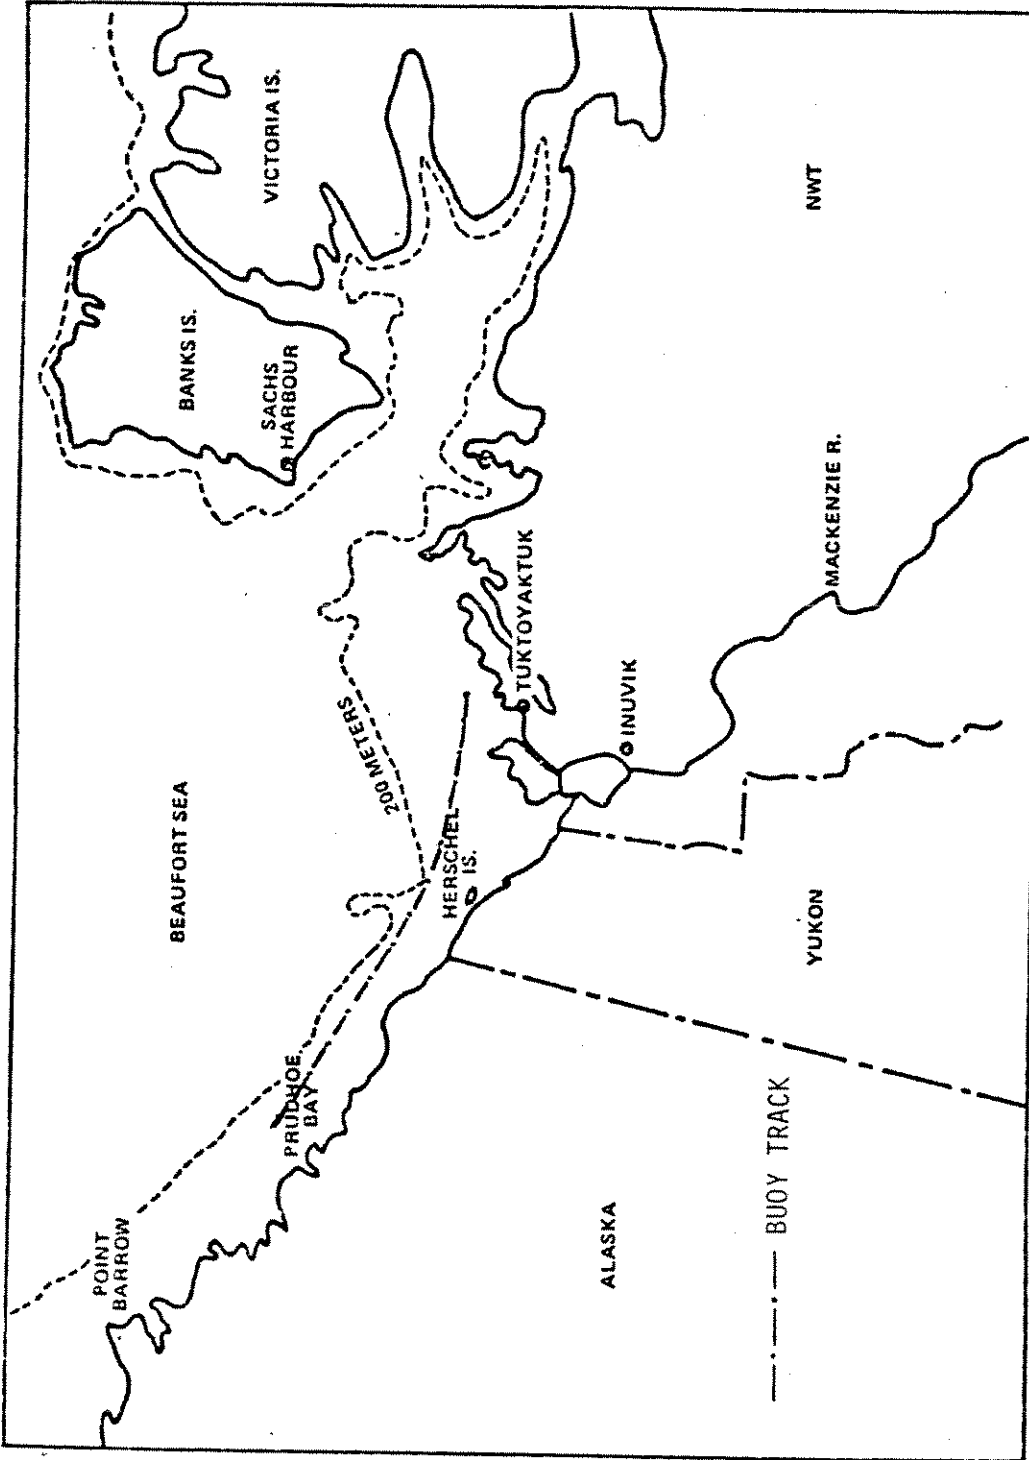 BEAUFORT SEA
VICTORIA IS.
BANKS IS.
SACHS
HARBOUR
POINT
BARROW
PRUDHOE
BAY
200 METERS
HERSCHEL
IS.
TUKTOYAKTUK
INUVIK
MACKENZIE R.
NWT
YUKON
ALASKA
BUOY TRACK